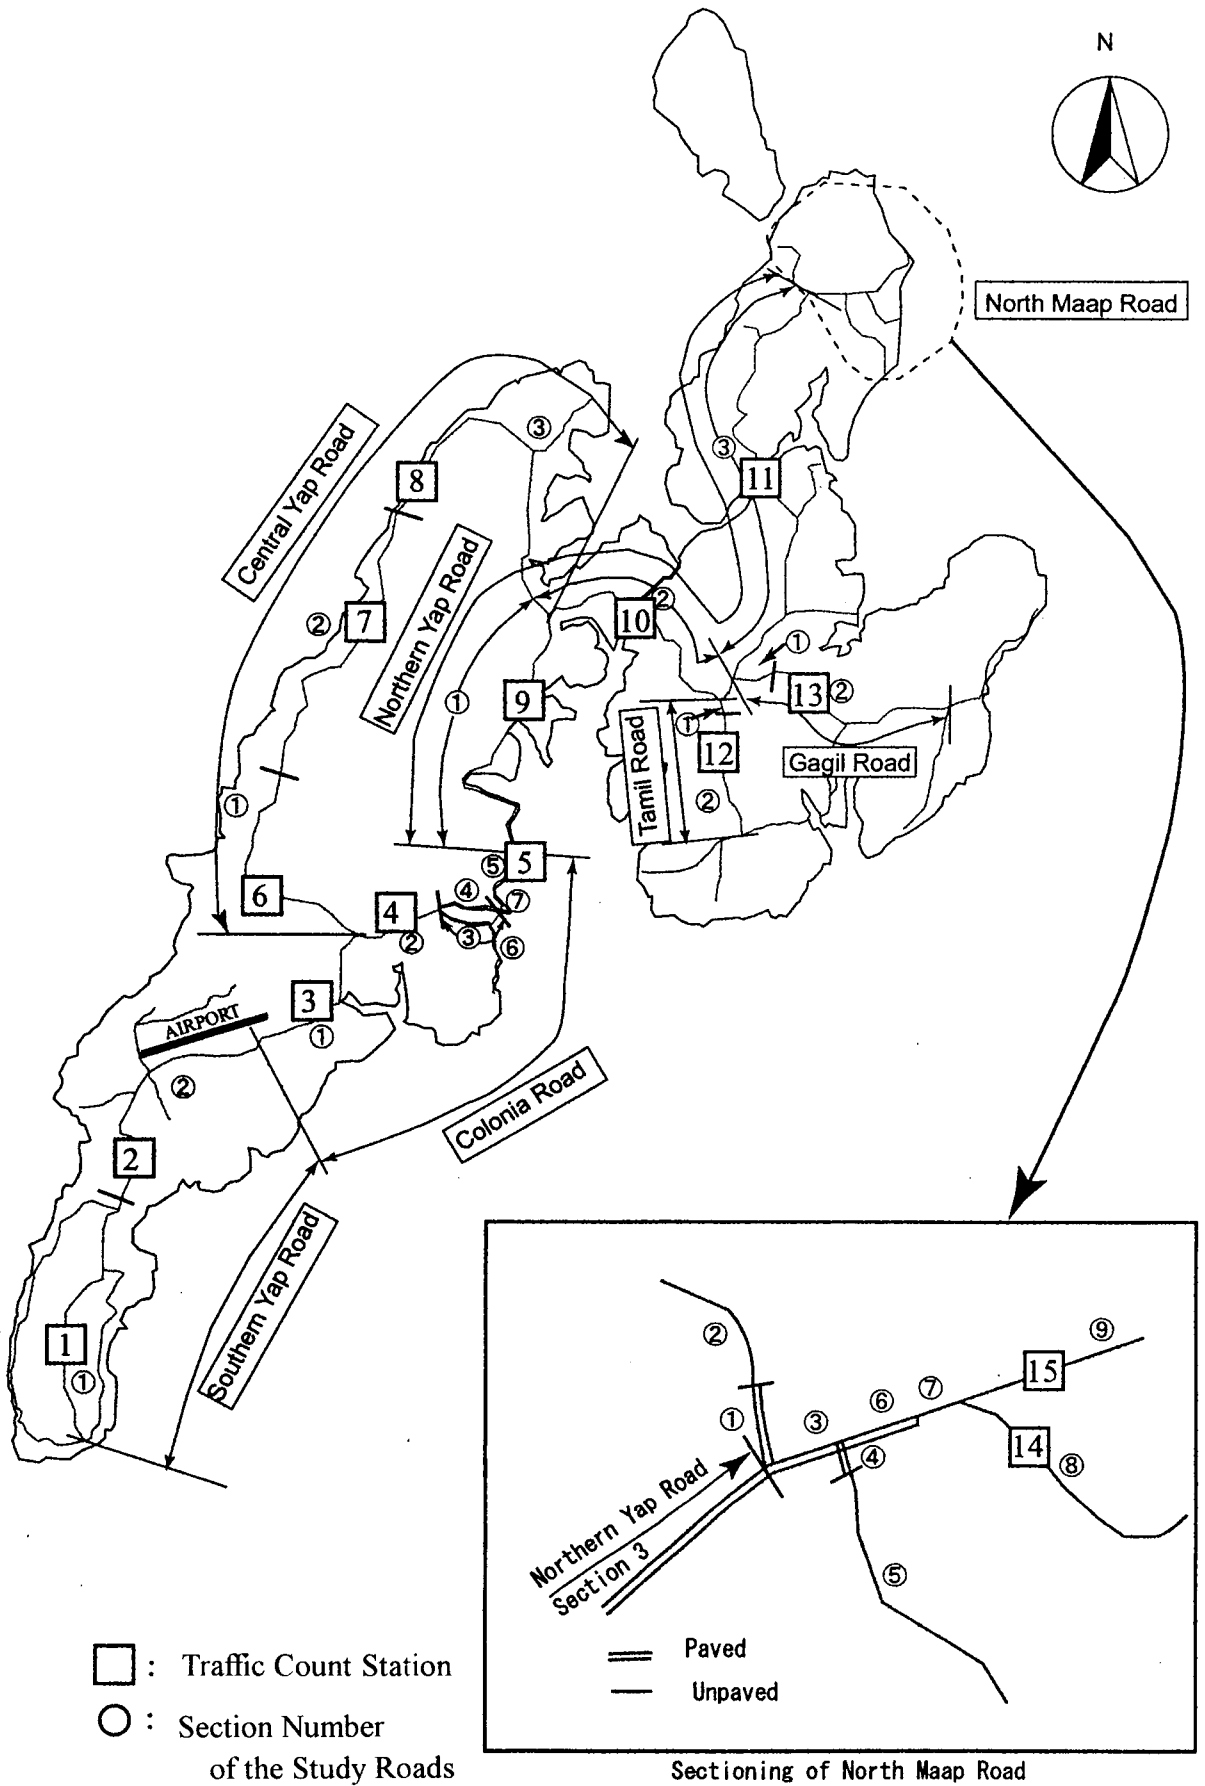 N
North Maap Road
Central Yap Road
③
8
11
③
Northern Yap Road
②
7
10
②
①
13
②
①
9
①
12
Gagil Road
Tamil Road
②
①
5
⑤
6
4
④
⑦
②
③
⑥
3
AIRPORT
①
②
Colonia Road
2
Southern Yap Road
1
①
②
⑨
15
⑦
⑥
①
③
④
14
⑧
Northern Yap Road
Section 3
⑤
Paved
Unpaved
□ : Traffic Count Station
○ : Section Number
of the Study Roads
Sectioning of North Maap Road